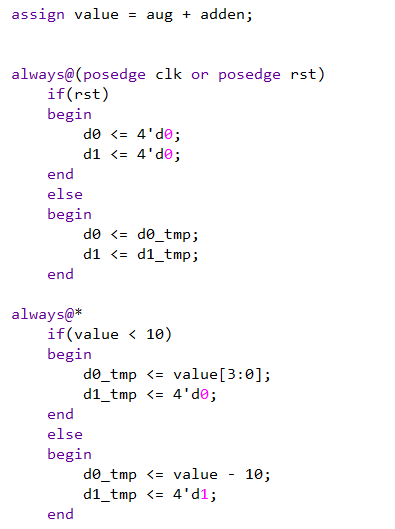 assign value = aug + adden;
always@(posedge clk or posedge rst)
if(rst)
begin
d0 <= 4'd0;
d1 <= 4'd0;
end
else
begin
d0 <= d0_tmp;
d1 <= d1_tmp;
end
always@*
if(value < 10)
begin
d0_tmp <= value[3:0];
d1_tmp <= 4'd0;
end
else
begin
d0_tmp <= value - 10;
d1_tmp <= 4'd1;
end